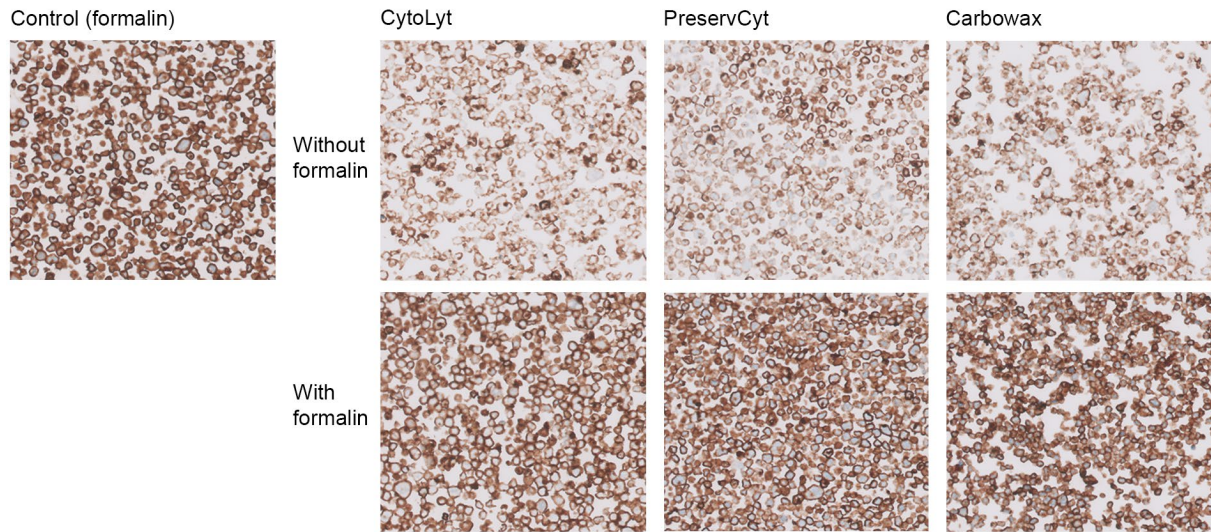 Control (formalin)
CytoLyt
PreservCyt
Carbowax
Without
formalin
With
formalin